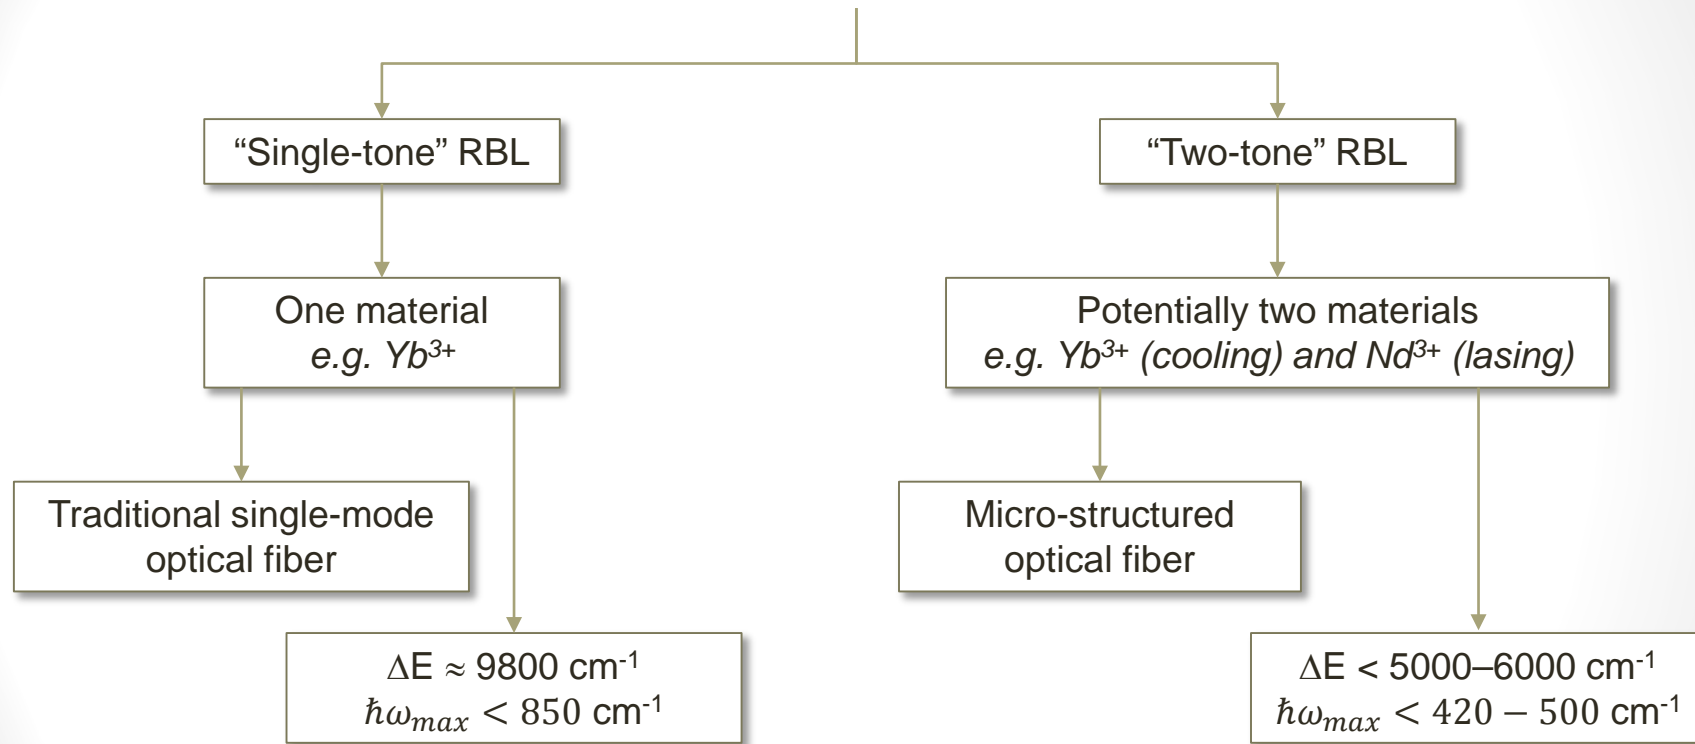 “Single-tone” RBL
“Two-tone” RBL
One material
e.g. Yb³⁺
Potentially two materials
e.g. Yb³⁺ (cooling) and Nd³⁺ (lasing)
Traditional single-mode
optical fiber
Micro-structured
optical fiber
ΔE ≈ 9800 cm⁻¹
ℏω_max < 850 cm⁻¹
ΔE < 5000–6000 cm⁻¹
ℏω_max < 420 − 500 cm⁻¹